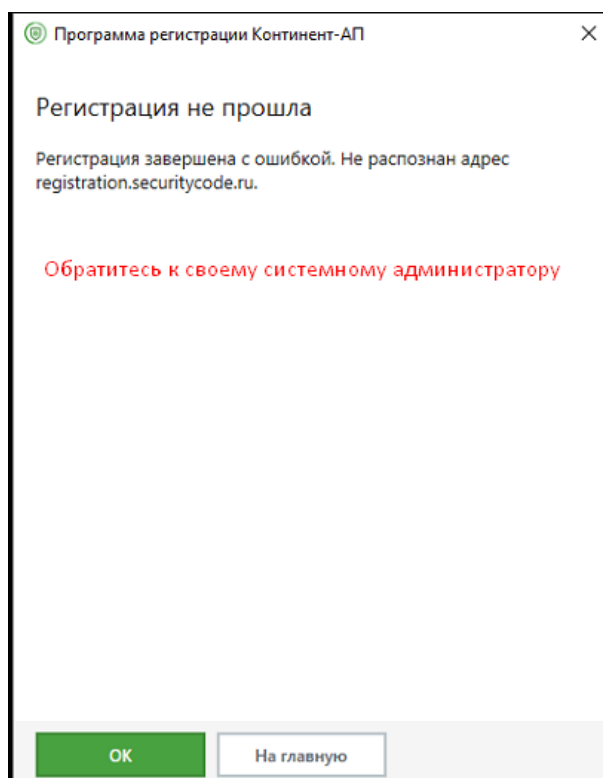 Программа регистрации Континент-АП
Регистрация не прошла
Регистрация завершена с ошибкой. Не распознан адрес
registration.securitycode.ru.
Обратитесь к своему системному администратору
ОК
На главную